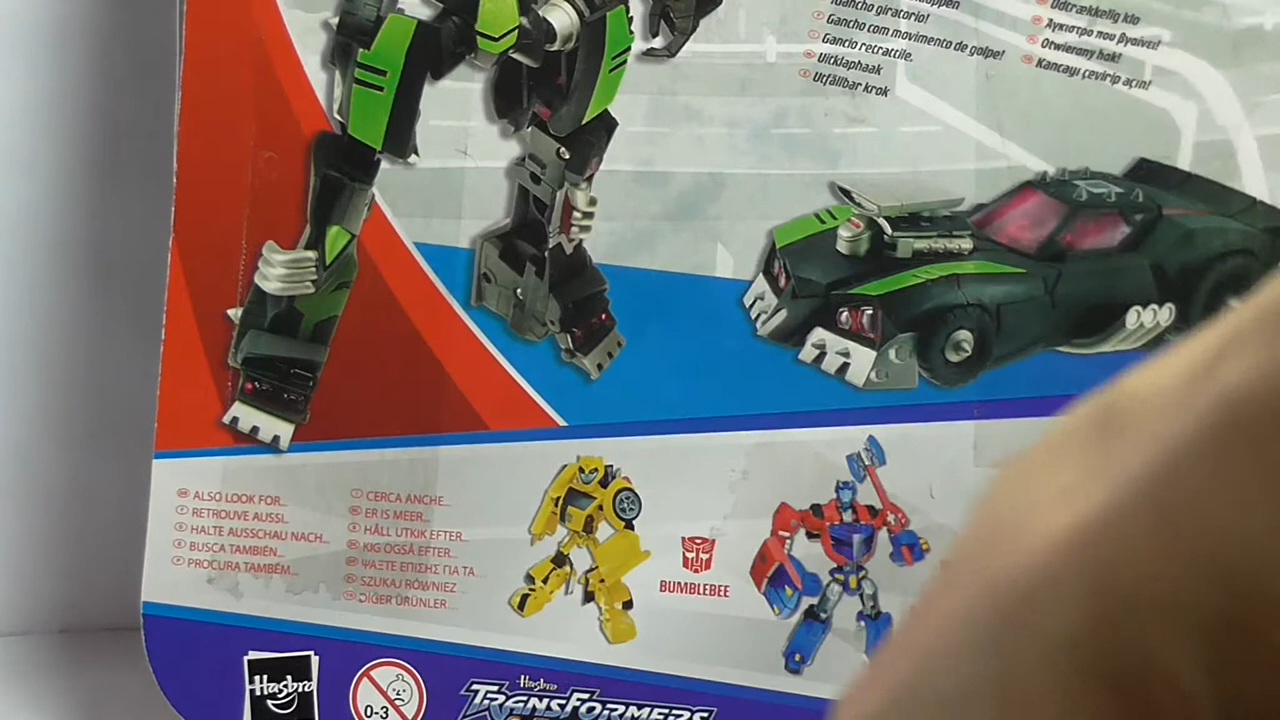 Gancho giratorio!
Gancho com movimento de golpe!
Gancio retrattile.
Uitklaphaak
Utfällbar krok
Udtrækkelig klo
Άγκιστρο που βγαίνει!
Otwierany hak!
Kancayı çevirip açın!
ALSO LOOK FOR...
RETROUVE AUSSI...
HALTE AUSSCHAU NACH...
BUSCA TAMBIÉN...
PROCURA TAMBÉM...
CERCA ANCHE...
ER IS MEER...
HÅLL UTKIK EFTER...
KIG OGSÅ EFTER...
ΨΑΞΤΕ ΕΠΙΣΗΣ ΓΙΑ ΤΑ...
SZUKAJ RÓWNIEŻ...
DİĞER ÜRÜNLER...
BUMBLEBEE
Hasbro
0-3
Hasbro
TRANSFORMERS